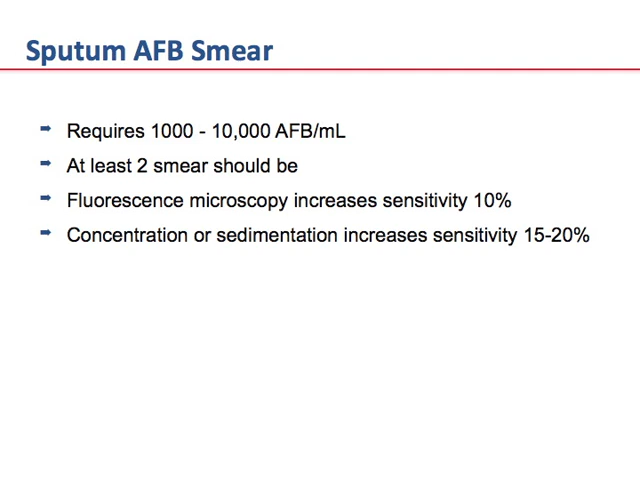 Sputum AFB Smear
Requires 1000 - 10,000 AFB/mL
At least 2 smear should be
Fluorescence microscopy increases sensitivity 10%
Concentration or sedimentation increases sensitivity 15-20%